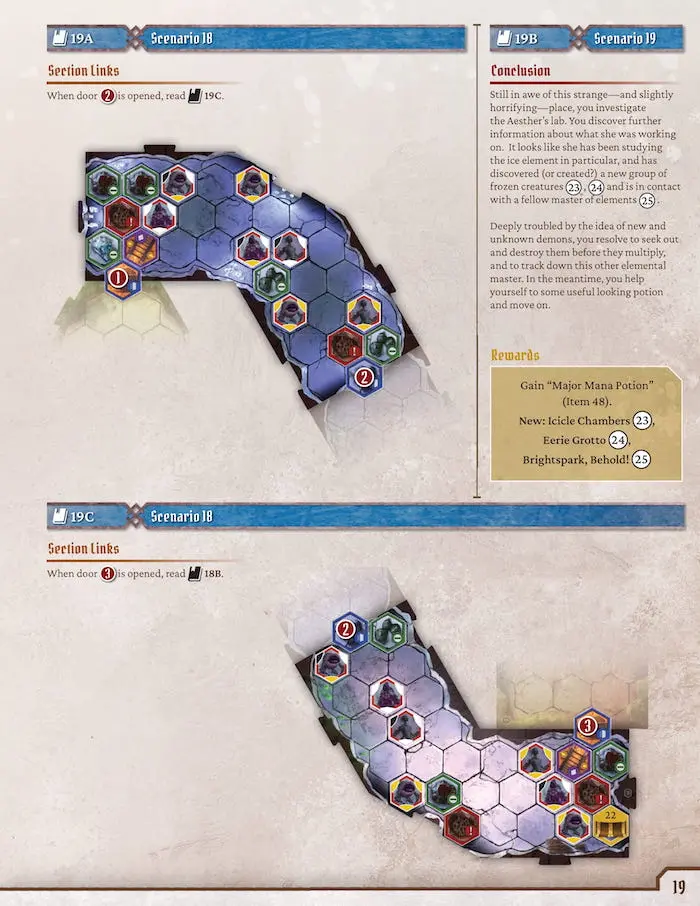 19A Scenario 18
Section Links
When door 2 is opened, read 19C.
1
2
19B Scenario 19
Conclusion
Still in awe of this strange—and slightly
horrifying—place, you investigate
the Aesther's lab. You discover further
information about what she was working
on. It looks like she has been studying
the ice element in particular, and has
discovered (or created?) a new group of
frozen creatures 23, 24 and is in contact
with a fellow master of elements 25.
Deeply troubled by the idea of new and
unknown demons, you resolve to seek out
and destroy them before they multiply,
and to track down this other elemental
master. In the meantime, you help
yourself to some useful looking potion
and move on.
Rewards
Gain "Major Mana Potion"
(Item 48).
New: Icicle Chambers 23,
Eerie Grotto 24,
Brightspark, Behold! 25
19C Scenario 18
Section Links
When door 3 is opened, read 18B.
2
3
22
19